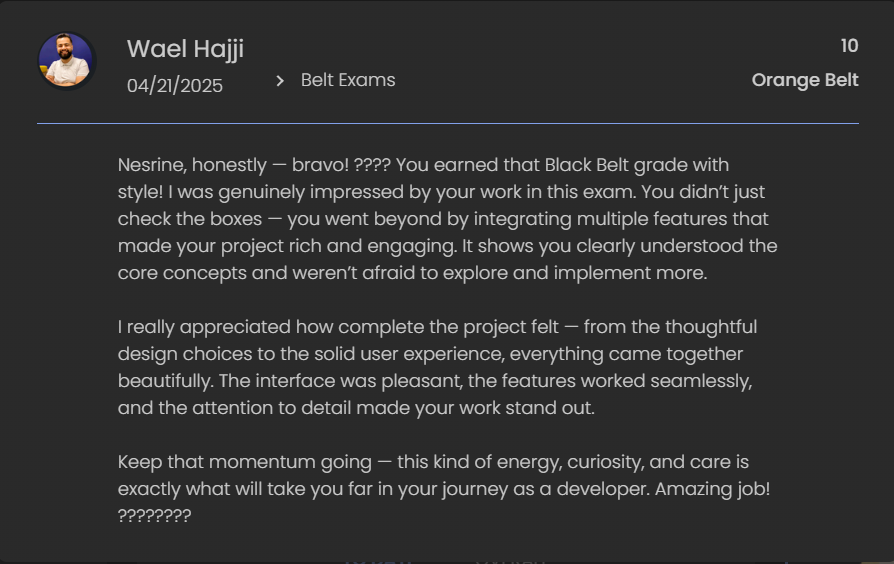 Wael Hajji
10
04/21/2025
Belt Exams
Orange Belt
Nesrine, honestly — bravo! ???? You earned that Black Belt grade with
style! I was genuinely impressed by your work in this exam. You didn’t just
check the boxes — you went beyond by integrating multiple features that
made your project rich and engaging. It shows you clearly understood the
core concepts and weren’t afraid to explore and implement more.
I really appreciated how complete the project felt — from the thoughtful
design choices to the solid user experience, everything came together
beautifully. The interface was pleasant, the features worked seamlessly,
and the attention to detail made your work stand out.
Keep that momentum going — this kind of energy, curiosity, and care is
exactly what will take you far in your journey as a developer. Amazing job!
????????